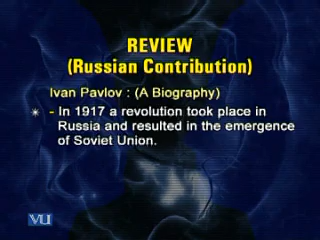 REVIEW
(Russian Contribution)
Ivan Pavlov : (A Biography)
- In 1917 a revolution took place in
Russia and resulted in the emergence
of Soviet Union.
VU